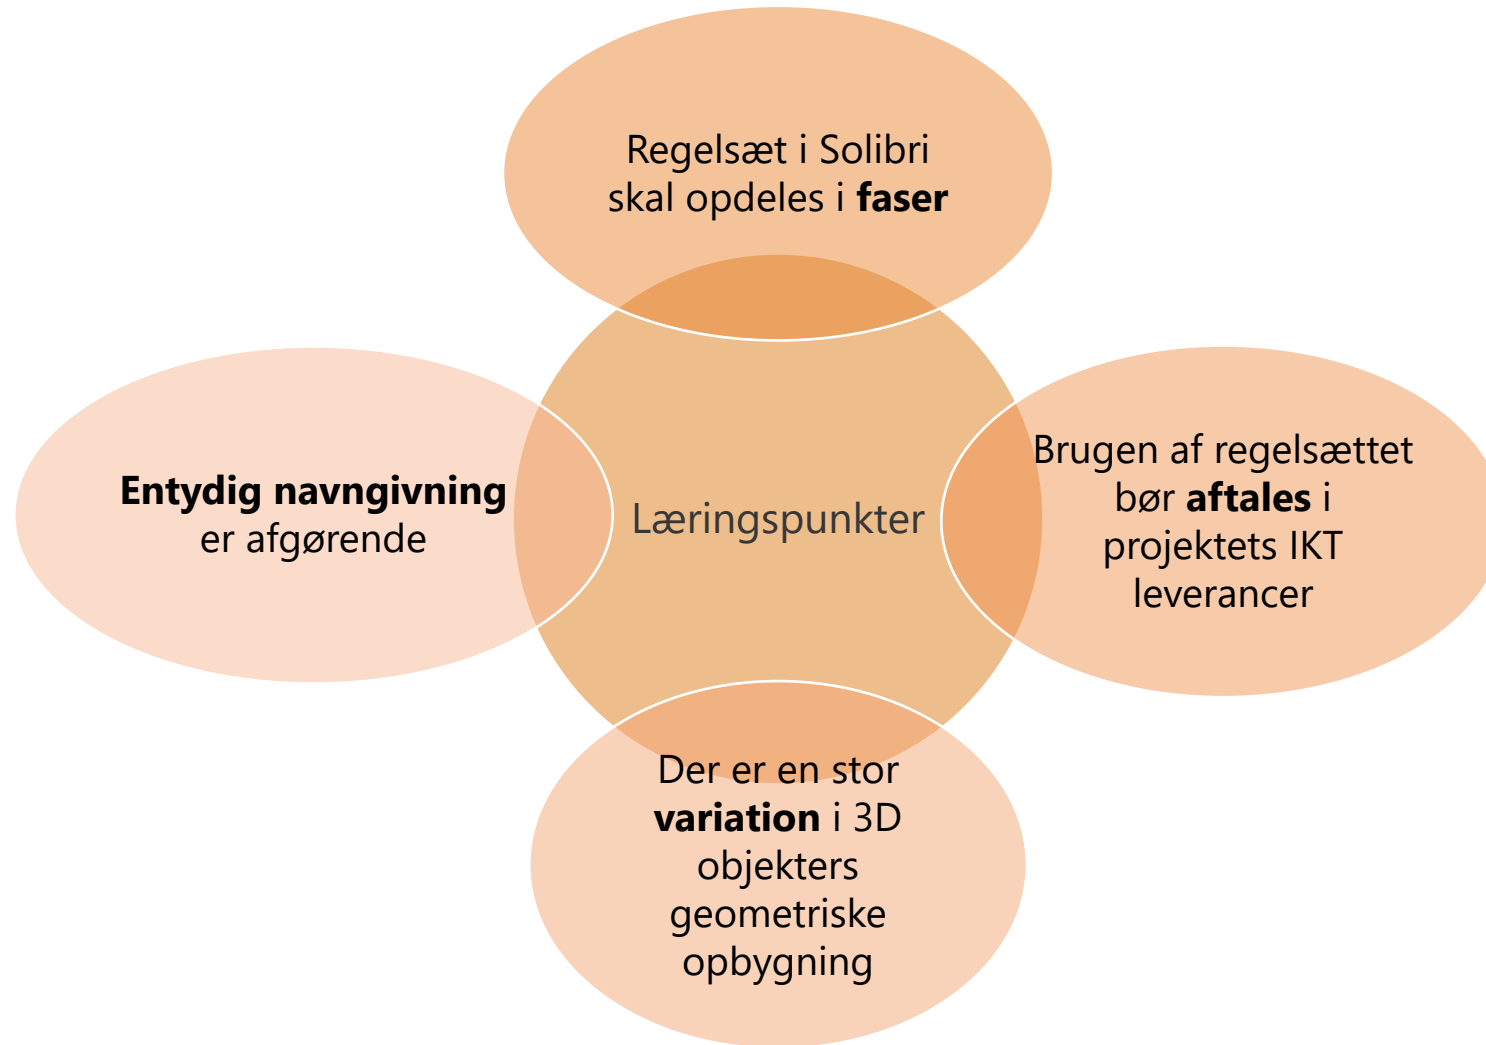 Regelsæt i Solibri
skal opdeles i faser
Entydig navngivning
er afgørende
Læringspunkter
Brugen af regelsættet
bør aftales i
projektets IKT
leverancer
Der er en stor
variation i 3D
objekters
geometriske
opbygning